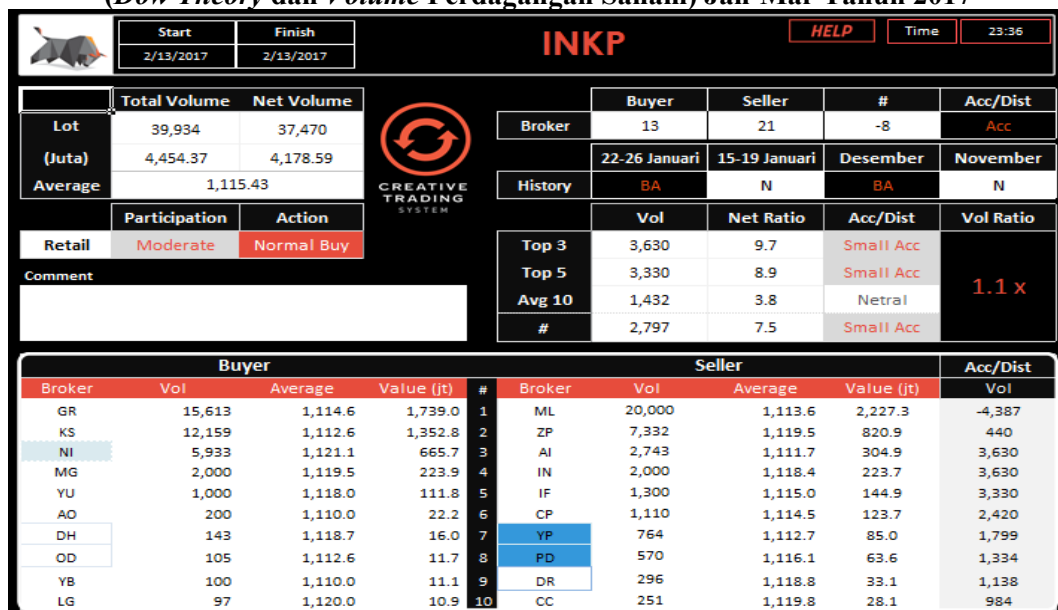 (Dow Theory dan Volume Perdagangan Saham) Jan-Mar Tahun 2017
Start Finish INKP HELP Time 23:36
2/13/2017 2/13/2017
Total Volume Net Volume Buyer Seller # Acc/Dist
Lot 39,934 37,470 Broker 13 21 -8 Acc
(Juta) 4,454.37 4,178.59 22-26 Januari 15-19 Januari Desember November
Average 1,115.43 History BA N BA N
CREATIVE
TRADING
SYSTEM
Participation Action Vol Net Ratio Acc/Dist Vol Ratio
Retail Moderate Normal Buy Top 3 3,630 9.7 Small Acc
Comment Top 5 3,330 8.9 Small Acc 1.1 x
Avg 10 1,432 3.8 Netral
# 2,797 7.5 Small Acc
Buyer Seller Acc/Dist
Broker Vol Average Value (jt) # Broker Vol Average Value (jt) Vol
GR 15,613 1,114.6 1,739.0 1 ML 20,000 1,113.6 2,227.3 -4,387
KS 12,159 1,112.6 1,352.8 2 ZP 7,332 1,119.5 820.9 440
NI 5,933 1,121.1 665.7 3 AI 2,743 1,111.7 304.9 3,630
MG 2,000 1,119.5 223.9 4 IN 2,000 1,118.4 223.7 3,630
YU 1,000 1,118.0 111.8 5 IF 1,300 1,115.0 144.9 3,330
AO 200 1,110.0 22.2 6 CP 1,110 1,114.5 123.7 2,420
DH 143 1,118.7 16.0 7 YP 764 1,112.7 85.0 1,799
OD 105 1,112.6 11.7 8 PD 570 1,116.1 63.6 1,334
YB 100 1,110.0 11.1 9 DR 296 1,118.8 33.1 1,138
LG 97 1,120.0 10.9 10 CC 251 1,119.8 28.1 984